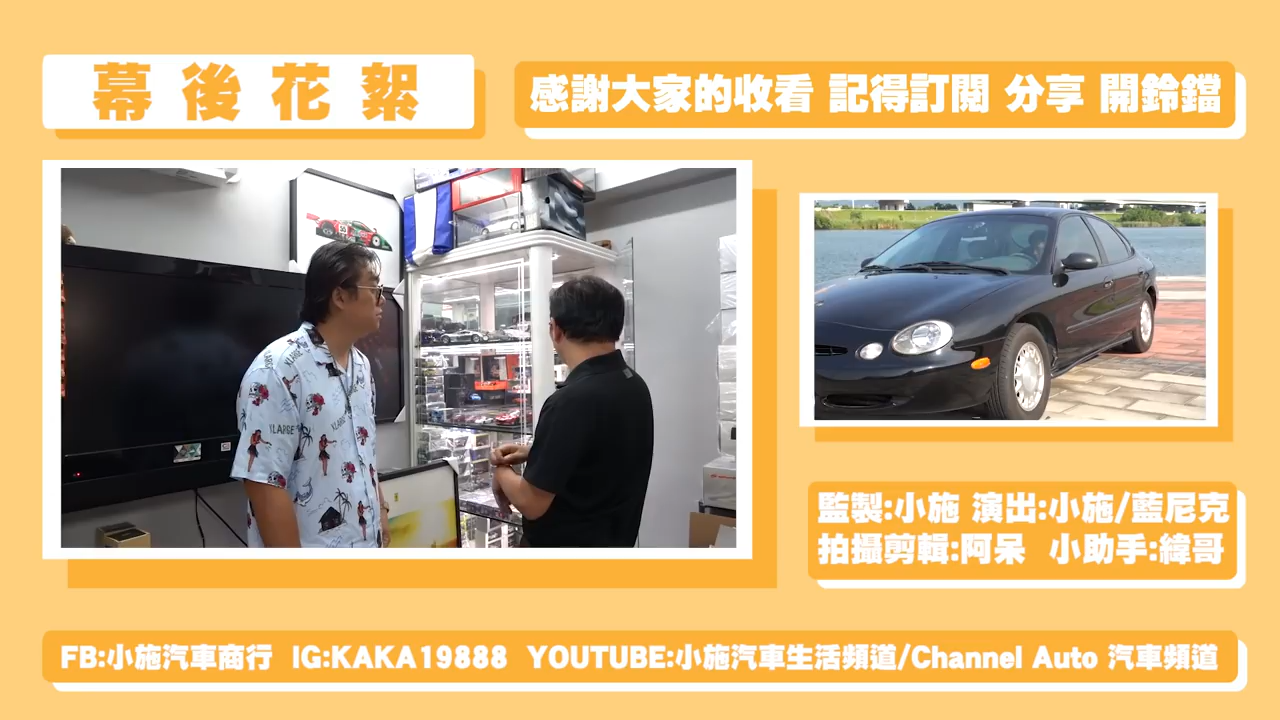 幕後花絮
感謝大家的收看 記得訂閱 分享 開鈴鐺
XLARGE
XLARGE
監製:小施 演出:小施/藍尼克
拍攝剪輯:阿呆 小助手:緯哥
FB:小施汽車商行 IG:KAKA19888 YOUTUBE:小施汽車生活頻道/Channel Auto 汽車頻道